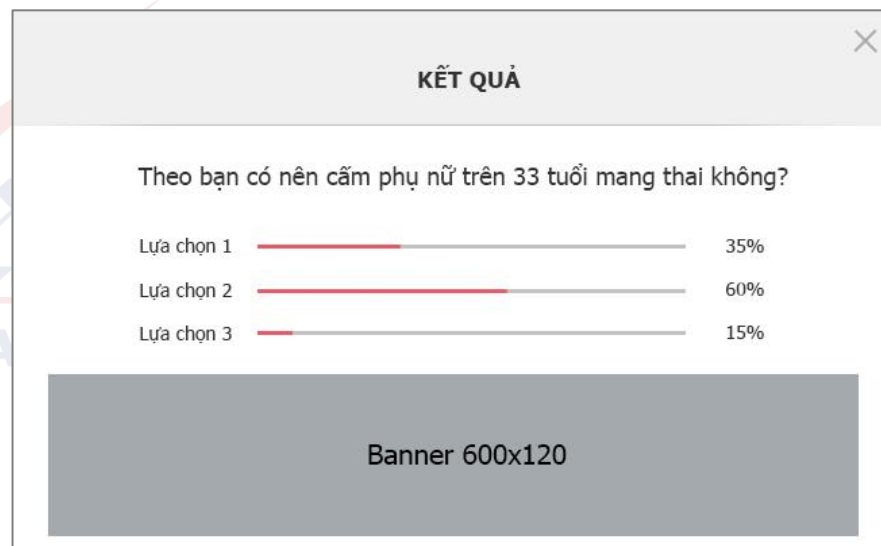 KẾT QUẢ
Theo bạn có nên cấm phụ nữ trên 33 tuổi mang thai không?
Lựa chọn 1 35%
Lựa chọn 2 60%
Lựa chọn 3 15%
Banner 600x120